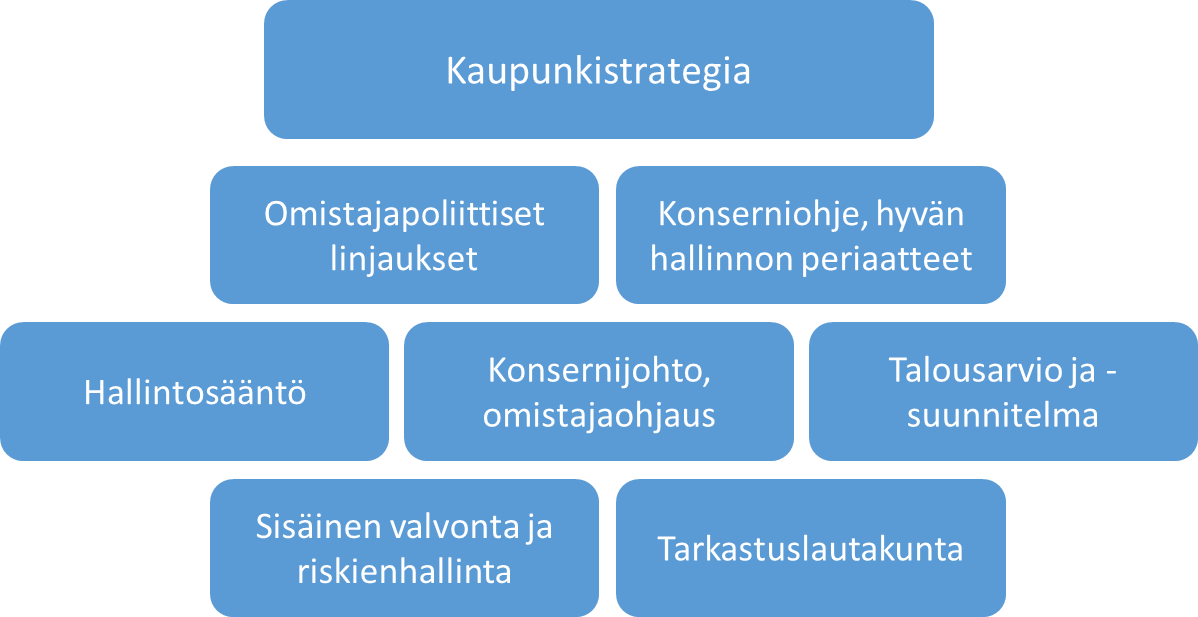 Kaupunkistrategia
Omistajapoliittiset
linjaukset
Konserniohje, hyvän
hallinnon periaatteet
Hallintosääntö
Konsernijohto,
omistajaohjaus
Talousarvio ja -
suunnitelma
Sisäinen valvonta ja
riskienhallinta
Tarkastuslautakunta